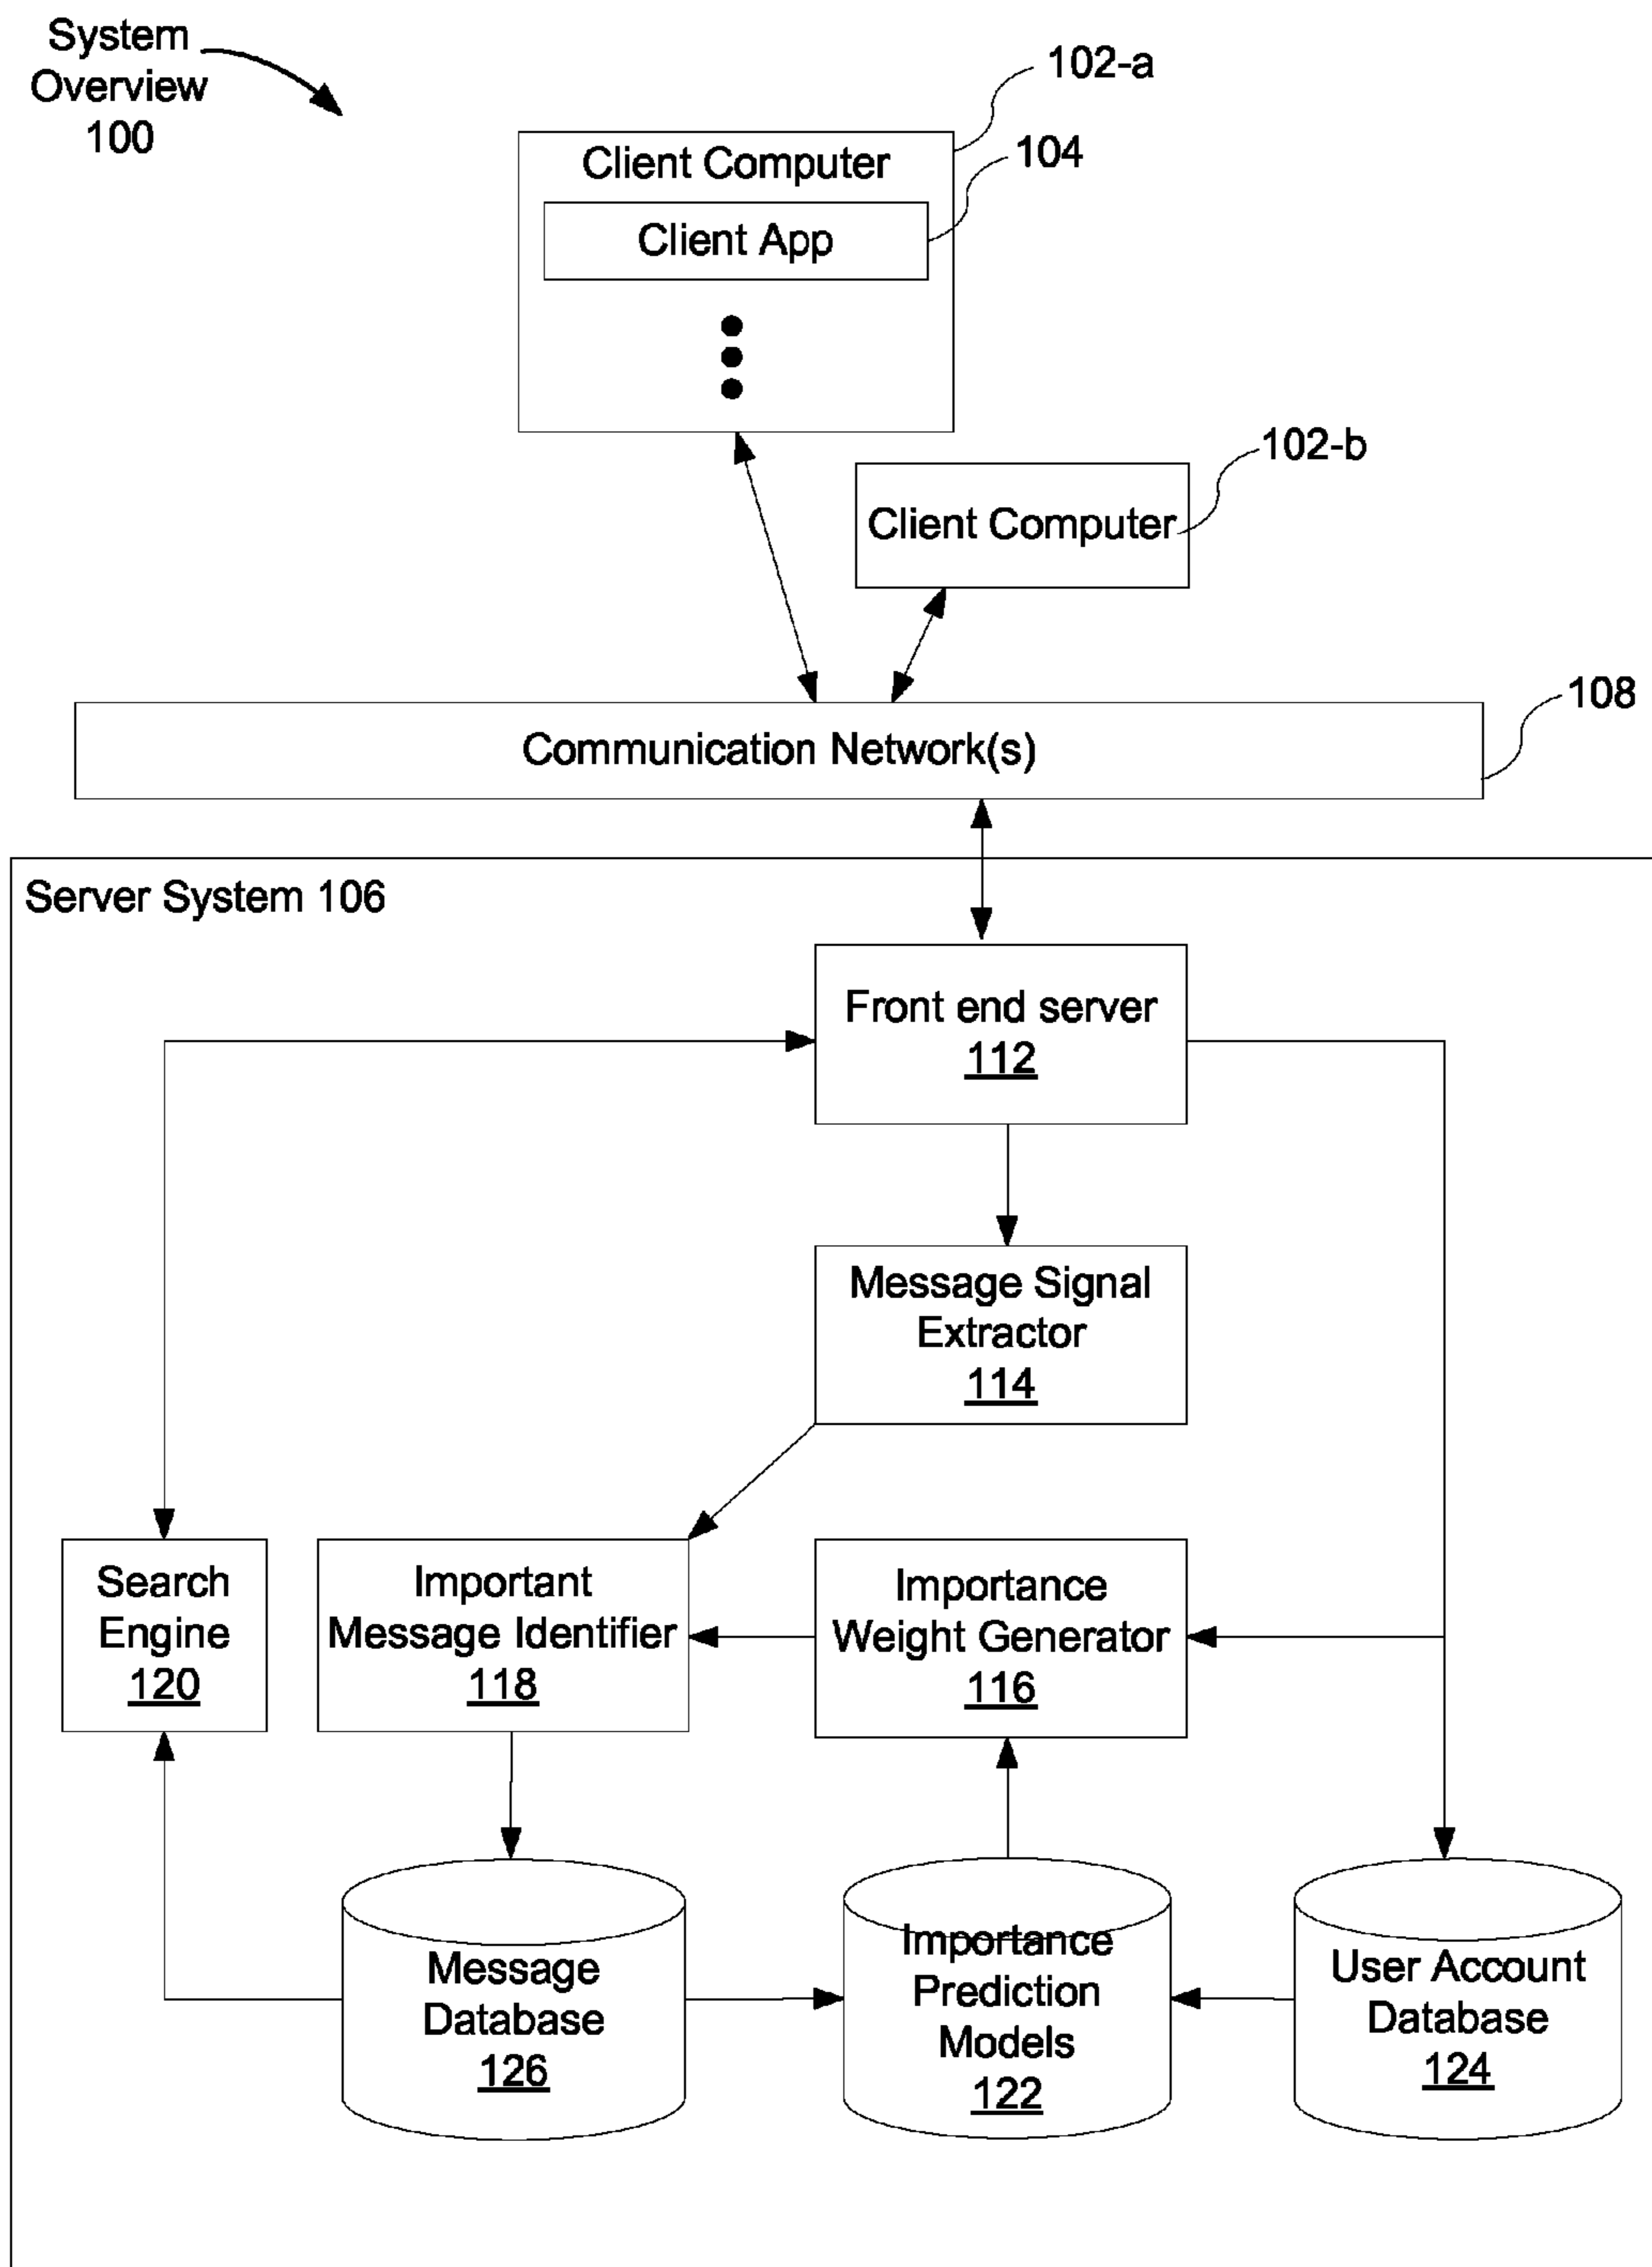 System
Overview
100
102-a
Client Computer
104
Client App
102-b
Client Computer
108
Communication Network(s)
Server System 106
Front end server
112
Message Signal
Extractor
114
Search
Engine
120
Important
Message Identifier
118
Importance
Weight Generator
116
Message
Database
126
Importance
Prediction
Models
122
User Account
Database
124